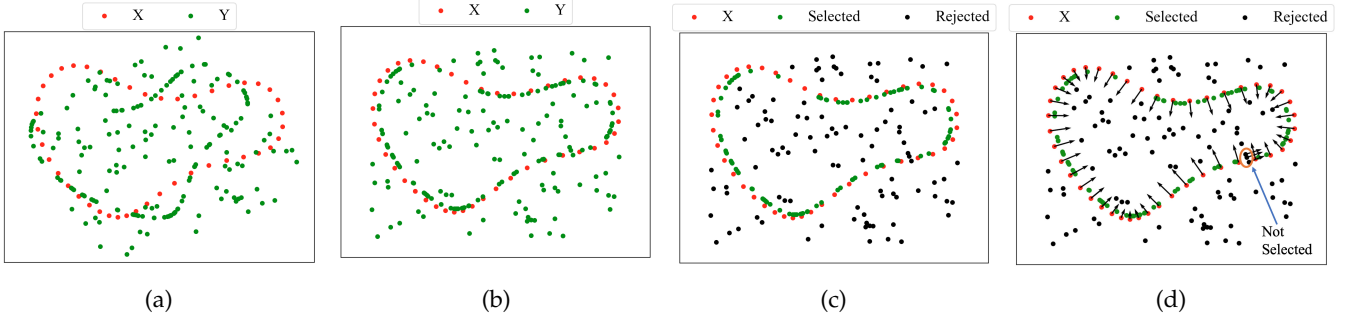 X Y
X Y
X Selected Rejected
X Selected Rejected
Not
Selected
(a) (b) (c) (d)